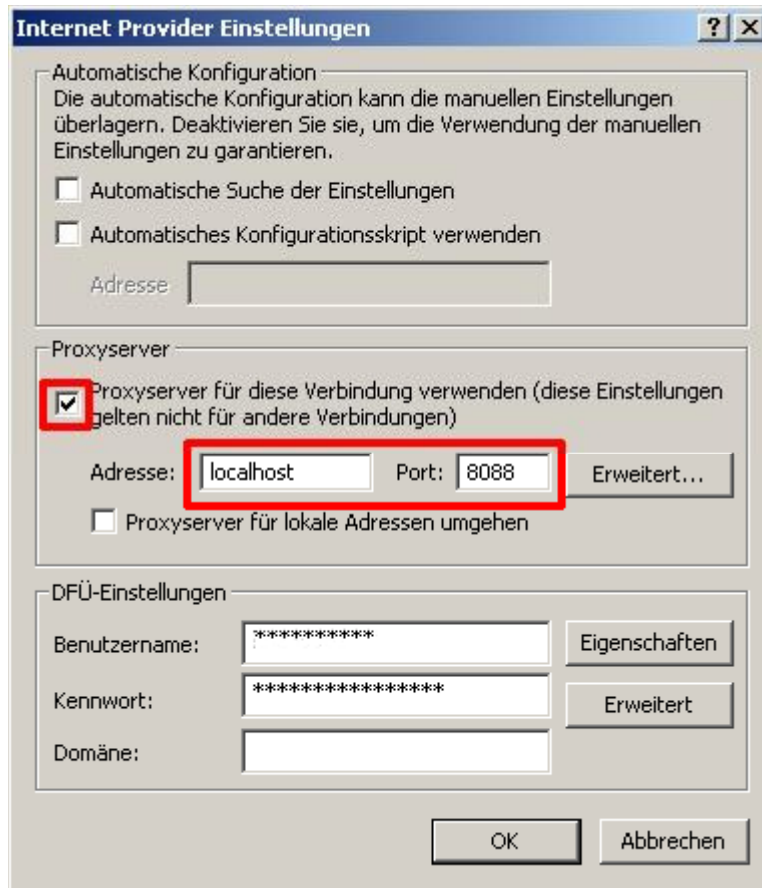 Internet Provider Einstellungen
Automatische Konfiguration
Die automatische Konfiguration kann die manuellen Einstellungen
überlagern. Deaktivieren Sie sie, um die Verwendung der manuellen
Einstellungen zu garantieren.
Automatische Suche der Einstellungen
Automatisches Konfigurationsskript verwenden
Adresse
Proxyserver
Proxyserver für diese Verbindung verwenden (diese Einstellungen
gelten nicht für andere Verbindungen)
Adresse: localhost Port: 8088 Erweitert...
Proxyserver für lokale Adressen umgehen
DFÜ-Einstellungen
Benutzername: ********** Eigenschaften
Kennwort: **************** Erweitert
Domäne:
OK Abbrechen